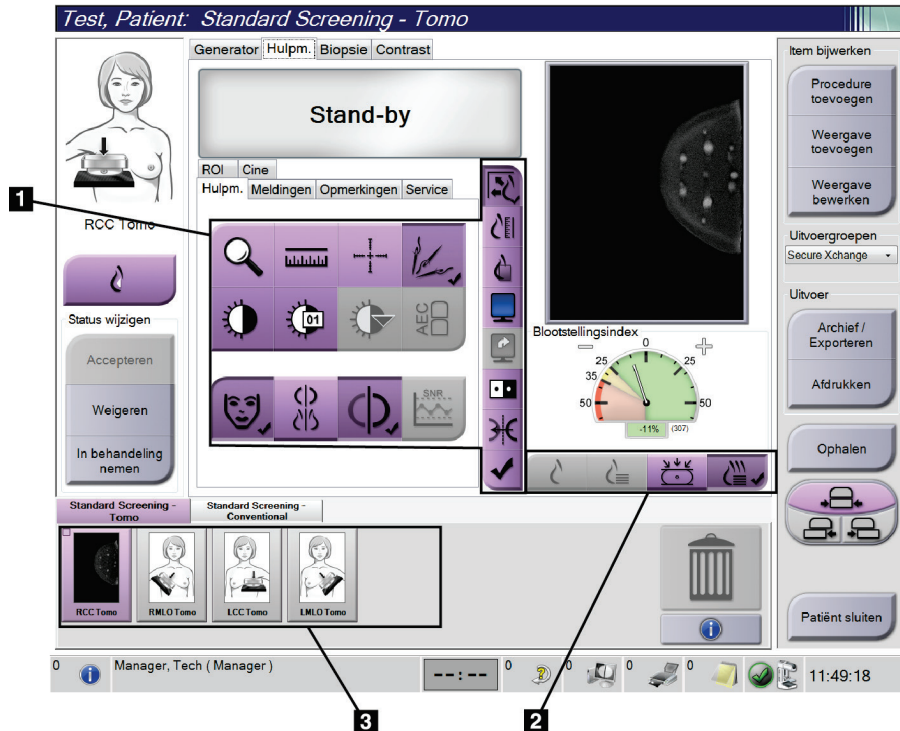 Test, Patient: Standard Screening - Tomo
Generator Hulpm. Biopsie Contrast
Stand-by
ROI Cine
Hulpm. Meldingen Opmerkingen Service
1
RCC Tomo
Status wijzigen
Accepteren
Weigeren
In behandeling
nemen
01
AEC
SNR
Blootstellingsindex
0
25 25
35
50 50
-11% (307)
Item bijwerken
Procedure
toevoegen
Weergave
toevoegen
Weergave
bewerken
Uitvoergroepen
Secure Xchange
Uitvoer
Archief /
Exporteren
Afdrukken
Ophalen
Patiënt sluiten
Standard Screening -
Tomo
Standard Screening -
Conventional
RCC Tomo
RMLO Tomo
LCC Tomo
LMLO Tomo
0 Manager, Tech ( Manager ) --:-- 0 0 0 0 11:49:18
3
2